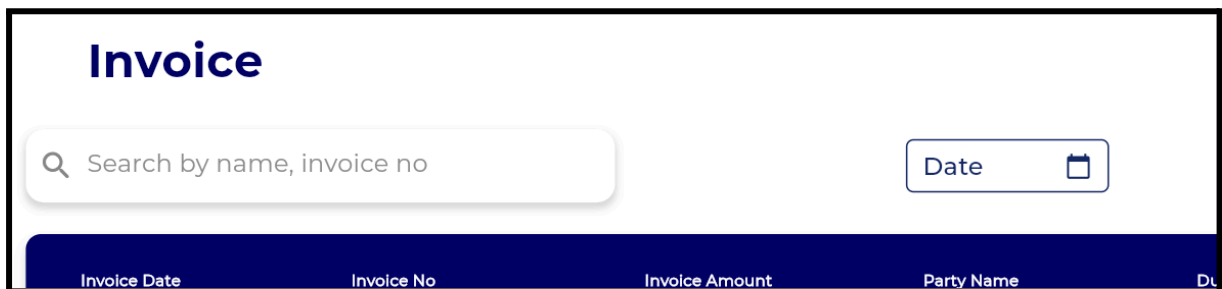 Invoice
Search by name, invoice no
Date
Invoice Date Invoice No Invoice Amount Party Name